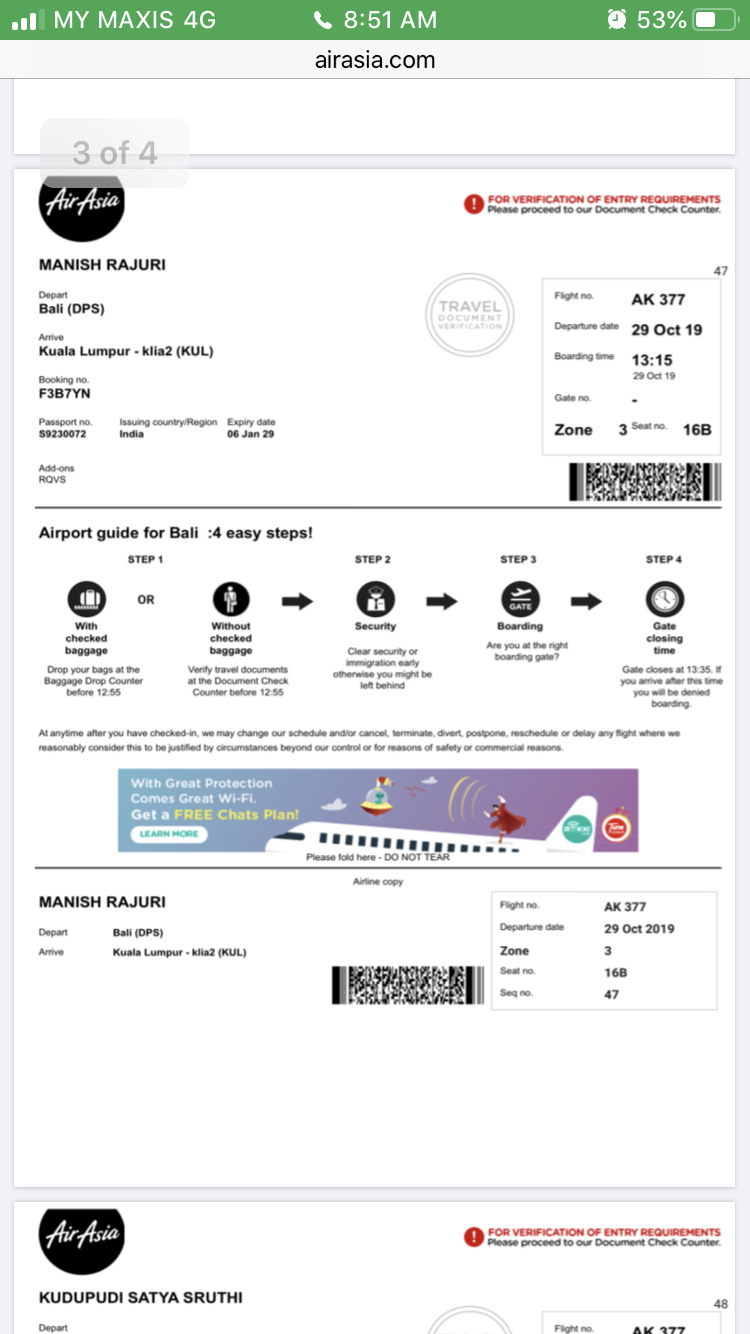 MY MAXIS 4G 8:51 AM 53%
airasia.com
3 of 4
AirAsia
FOR VERIFICATION OF ENTRY REQUIREMENTS
Please proceed to our Document Check Counter.
MANISH RAJURI
47
Depart
Bali (DPS)
Arrive
Kuala Lumpur - klia2 (KUL)
Booking no.
F3B7YN
Passport no. Issuing country/Region Expiry date
S9230072 India 06 Jan 29
Add-ons
RQVS
TRAVEL
DOCUMENT
VERIFICATION
Flight no. AK 377
Departure date 29 Oct 19
Boarding time 13:15
29 Oct 19
Gate no. -
Zone 3 Seat no. 16B
Airport guide for Bali :4 easy steps!
STEP 1 STEP 2 STEP 3 STEP 4
OR
GATE
With
checked
baggage
Drop your bags at the
Baggage Drop Counter
before 12:55
Without
checked
baggage
Verify travel documents
at the Document Check
Counter before 12:55
Security
Clear security or
immigration early
otherwise you might be
left behind
Boarding
Are you at the right
boarding gate?
Gate
closing
time
Gate closes at 13:35. If
you arrive after this time
you will be denied
boarding.
At anytime after you have checked-in, we may change our schedule and/or cancel, terminate, divert, postpone, reschedule or delay any flight where we
reasonably consider this to be justified by circumstances beyond our control or for reasons of safety or commercial reasons.
With Great Protection
Comes Great Wi-Fi.
Get a FREE Chats Plan!
LEARN MORE
ROKKI
Tune
Please fold here - DO NOT TEAR
Airline copy
MANISH RAJURI
Depart Bali (DPS)
Arrive Kuala Lumpur - klia2 (KUL)
Flight no. AK 377
Departure date 29 Oct 2019
Zone 3
Seat no. 16B
Seq no. 47
AirAsia
FOR VERIFICATION OF ENTRY REQUIREMENTS
Please proceed to our Document Check Counter.
KUDUPUDI SATYA SRUTHI
48
Depart
Flight no. AK 377